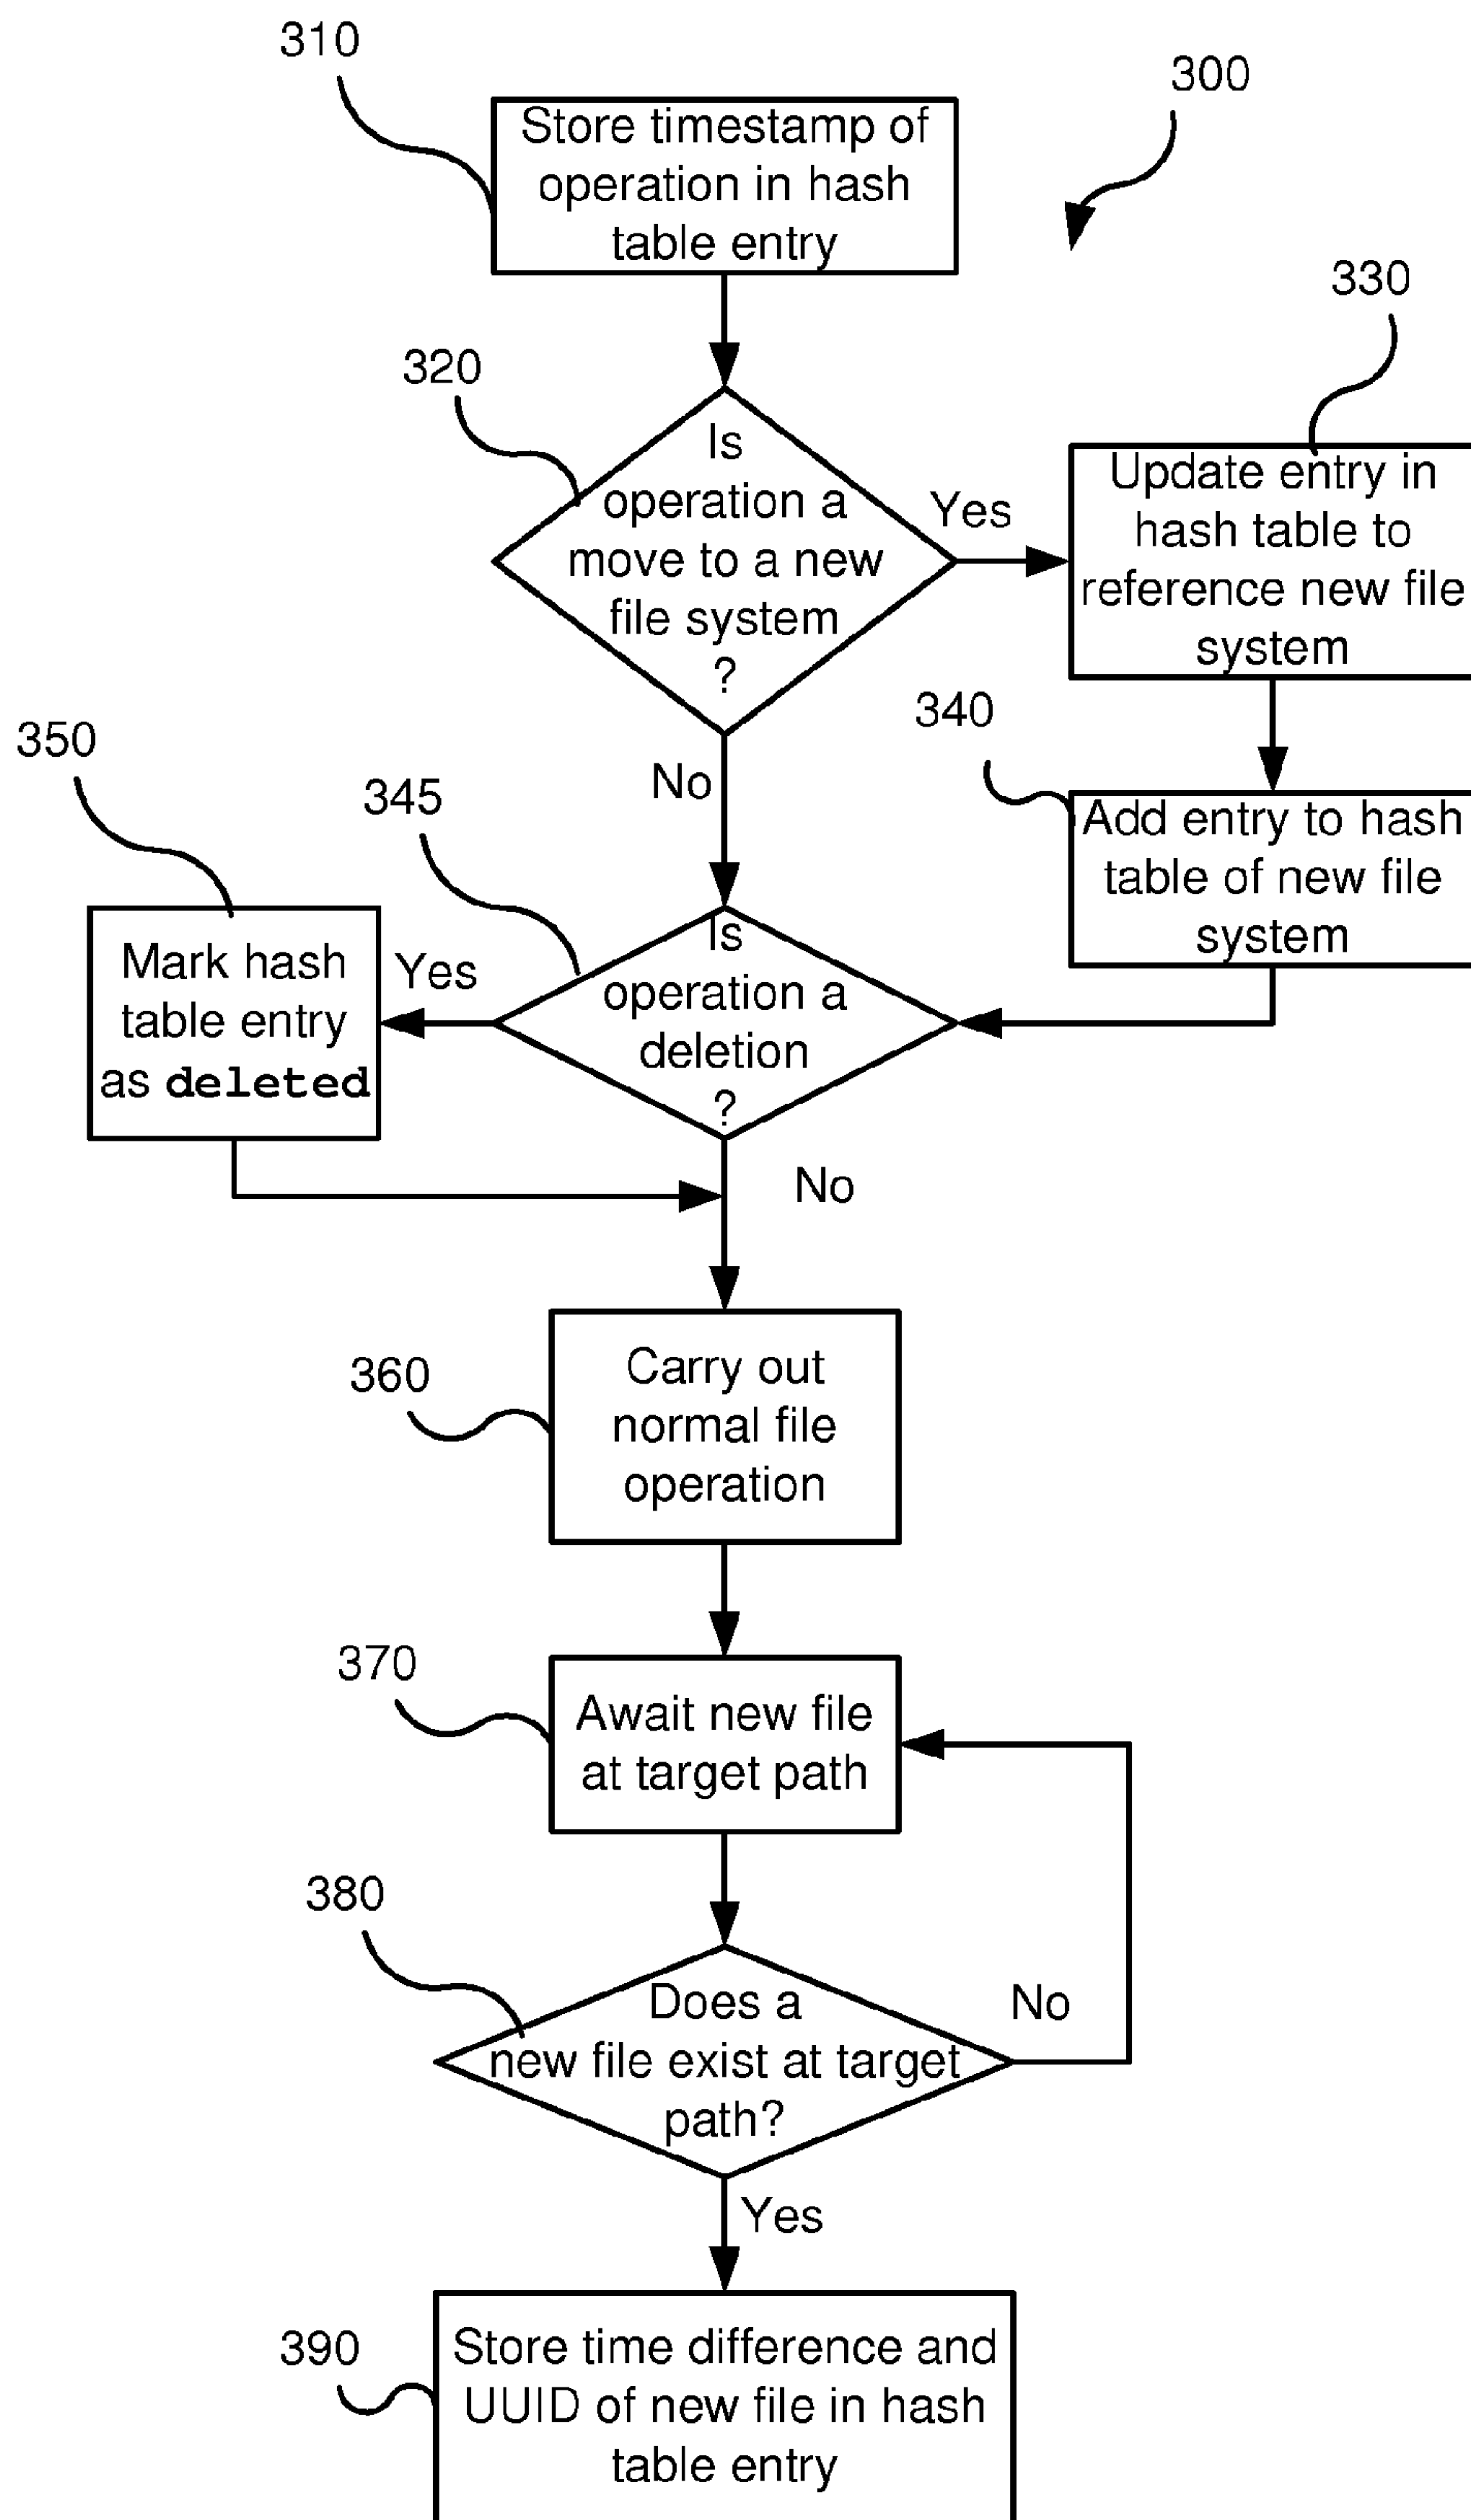 310
300
Store timestamp of
operation in hash
table entry
330
320
Is
operation a
move to a new
file system
?
Yes
Update entry in
hash table to
reference new file
system
340
350
No
345
Add entry to hash
table of new file
system
Mark hash
table entry
as deleted
Yes
Is
operation a
deletion
?
No
360
Carry out
normal file
operation
370
Await new file
at target path
380
Does a
new file exist at target
path?
No
Yes
390
Store time difference and
UUID of new file in hash
table entry